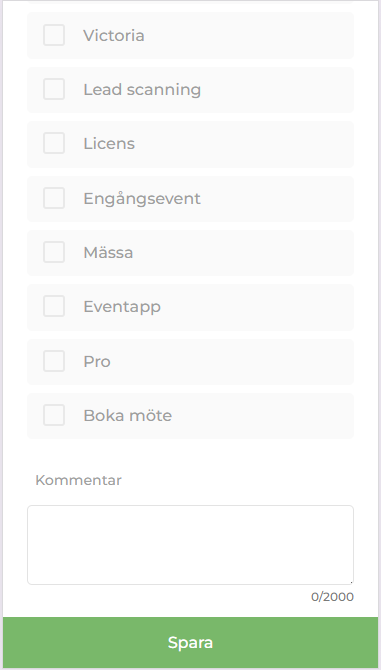 Victoria
Lead scanning
Licens
Engångsevent
Mässa
Eventapp
Pro
Boka möte
Kommentar
0/2000
Spara